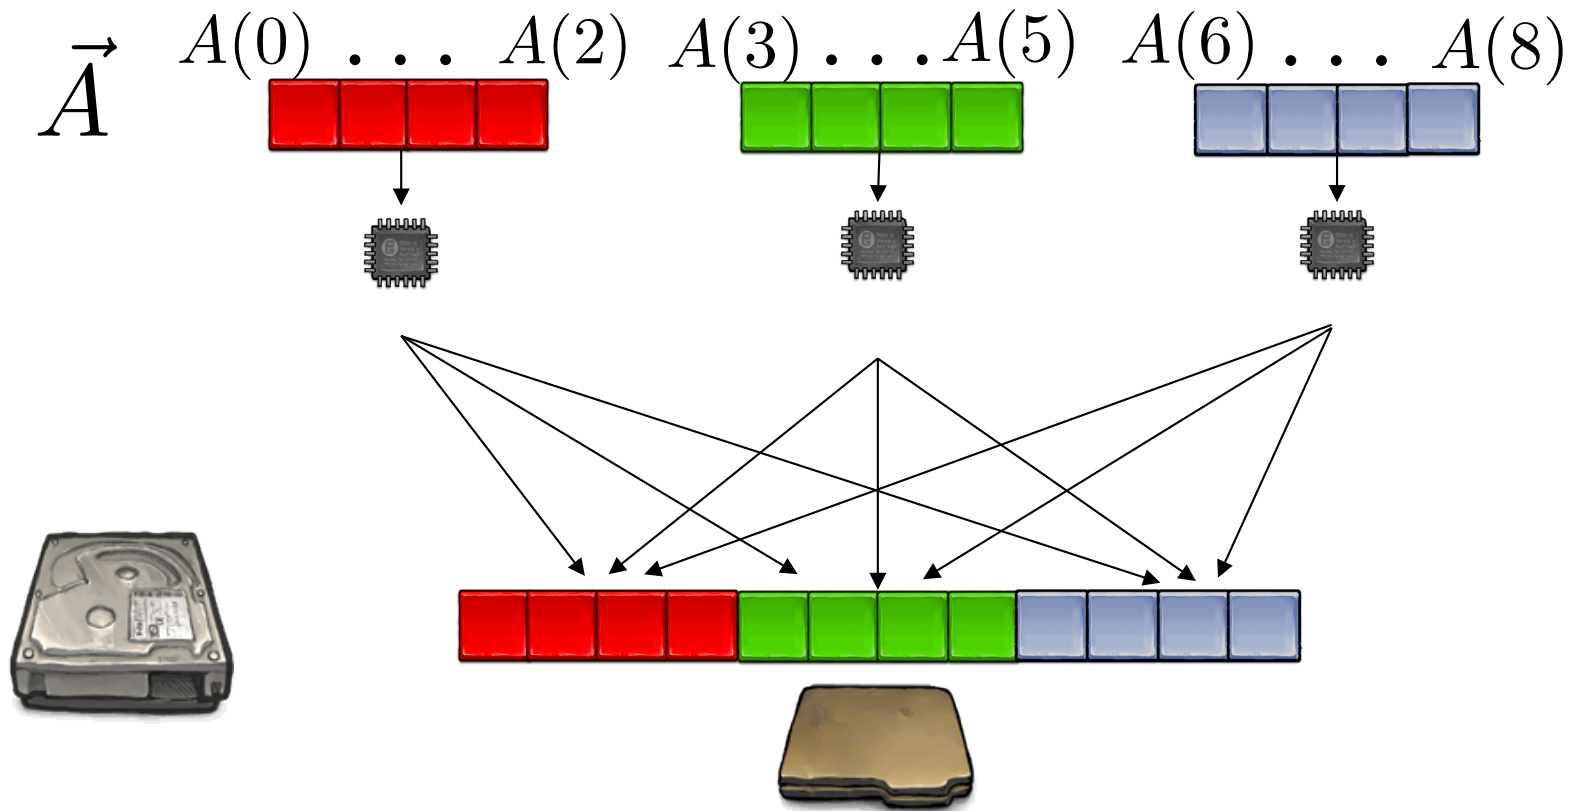 A(0) . . . A(2) A(3) . . . A(5) A(6) . . . A(8)
A⃗